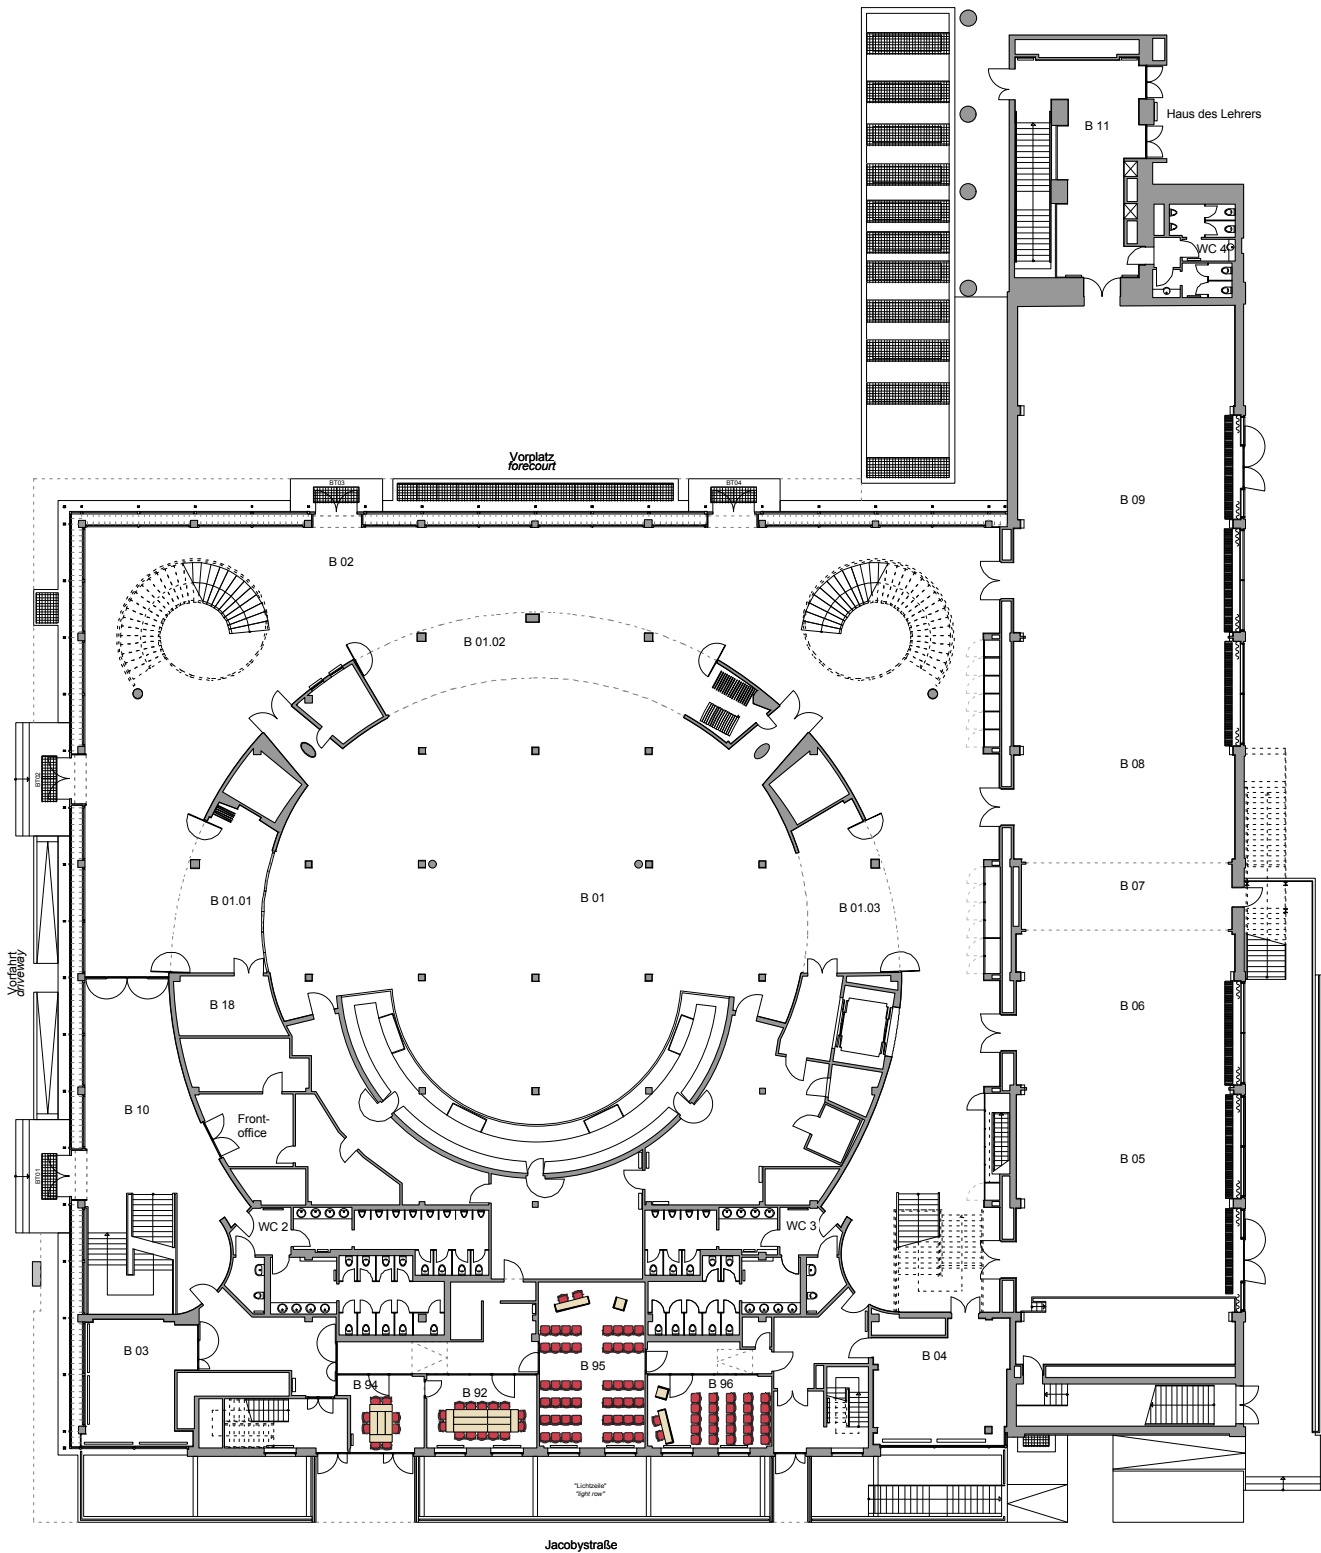 B 11
Haus des Lehrers
WC 4
Vorplatz
forecourt
BT03
BT04
B 09
B 02
B 01.02
BT02
B 08
B 07
B 01.01
B 01
B 01.03
Vorfahrt
driveway
B 18
B 06
B 10
Front-
office
B 05
BT01
WC 2
WC 3
B 03
B 95
B 04
B 94
B 92
B 96
"Lichtzeile"
"light row"
Jacobystraße